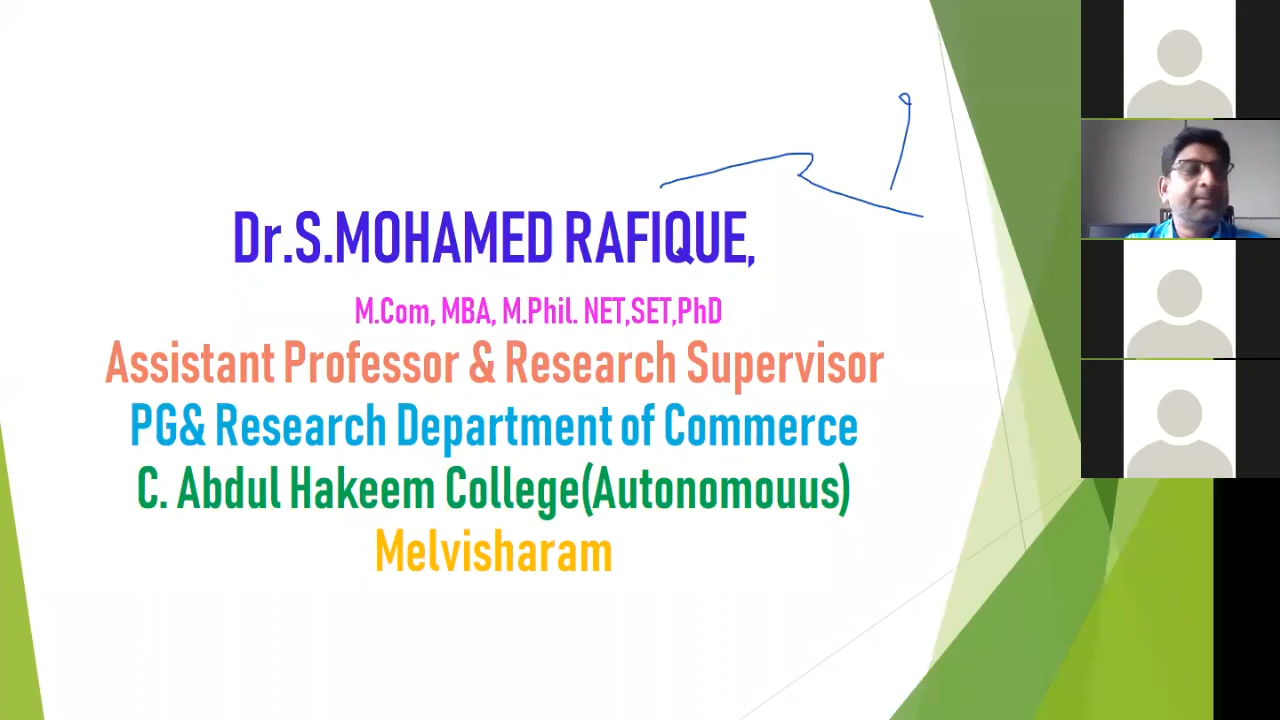 Dr.S.MOHAMED RAFIQUE,
M.Com, MBA, M.Phil. NET,SET,PhD
Assistant Professor & Research Supervisor
PG& Research Department of Commerce
C. Abdul Hakeem College(Autonomouus)
Melvisharam